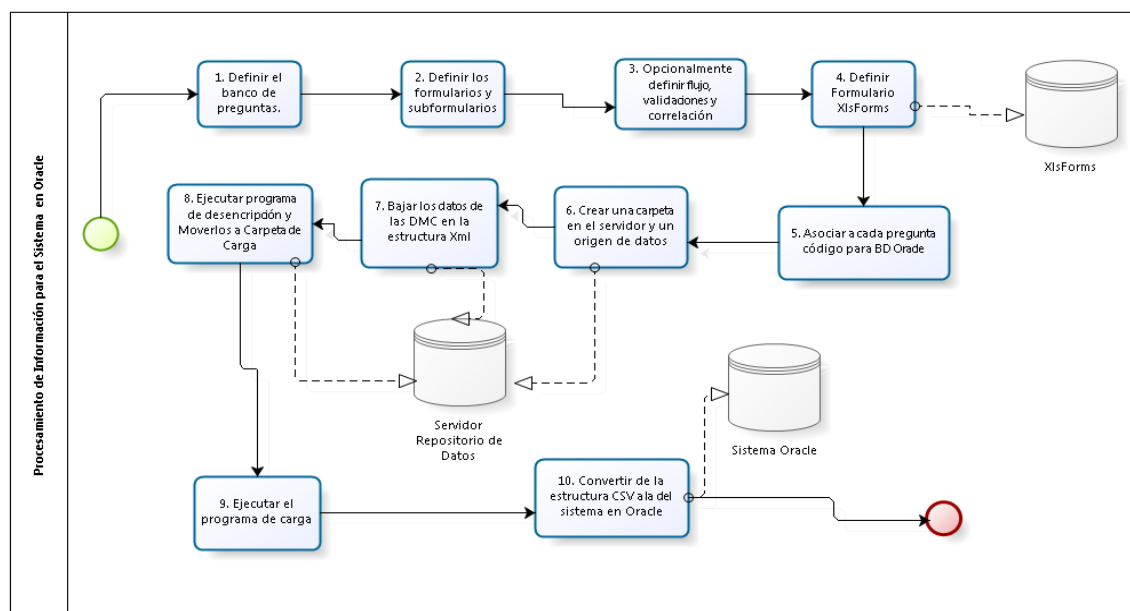 Procesamiento de Información para el Sistema en Oracle
1. Definir el
banco de
preguntas.
2. Definir los
formularios y
subformularios
3. Opcionalmente
definir flujo,
validaciones y
correlación
4. Definir
Formulario
XlsForms
XlsForms
5. Asociar a cada pregunta
código para BD Oracle
6. Crear una carpeta
en el servidor y un
origen de datos
7. Bajar los datos de
las DMC en la
estructura Xml
8. Ejecutar programa
de desencripción y
Moverlos a Carpeta de
Carga
Servidor
Repositorio de
Datos
Sistema Oracle
9. Ejecutar el
programa de carga
10. Convertir de la
estructura CSV a la del
sistema en Oracle